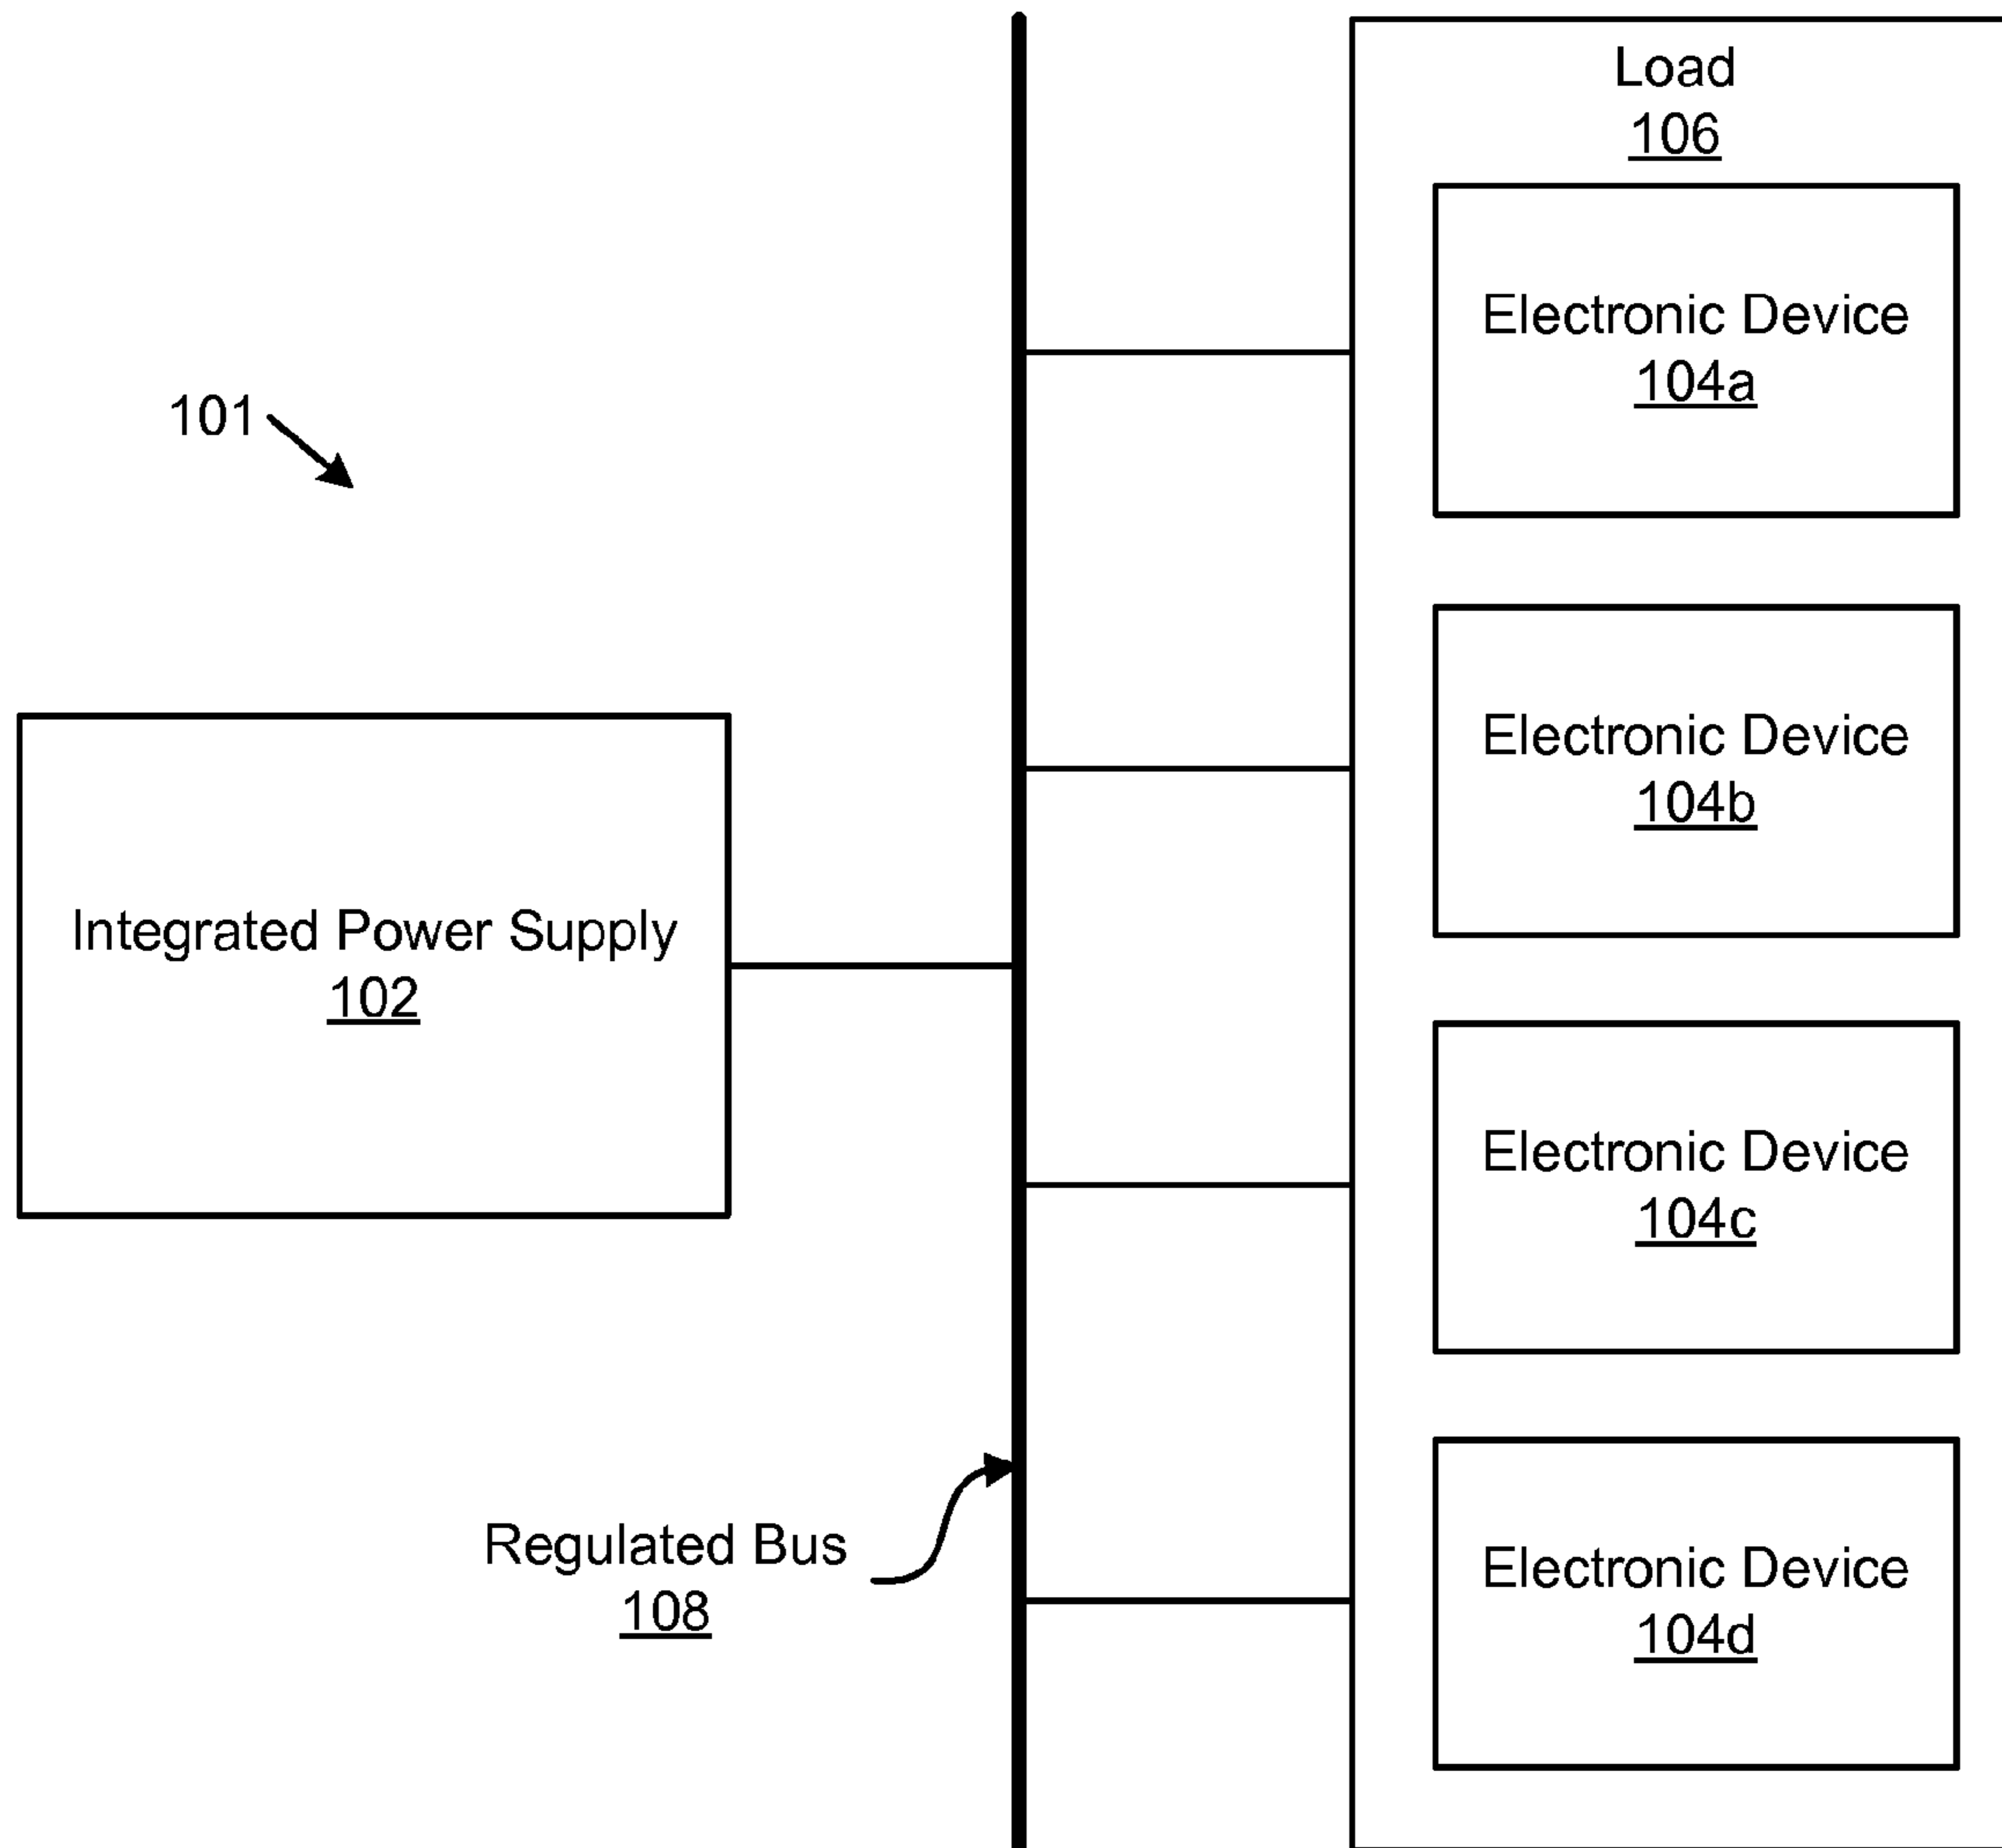 Load
106
Electronic Device
104a
101
Electronic Device
104b
Integrated Power Supply
102
Electronic Device
104c
Regulated Bus
108
Electronic Device
104d